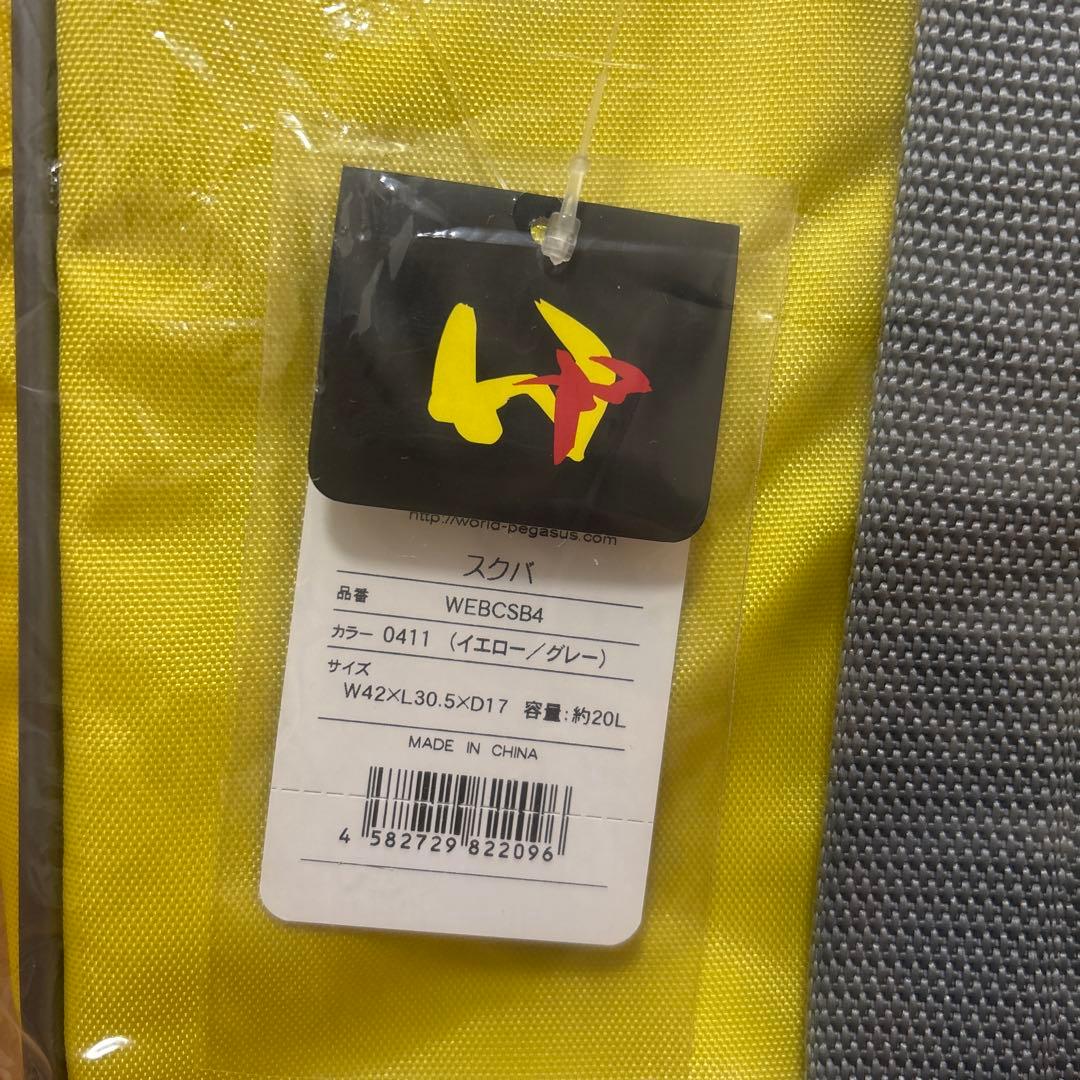 http://world-pegasus.com
スクバ
品番 WEBCSB4
カラー 0411 (イエロー/グレー)
サイズ
W42×L30.5×D17 容量:約20L
MADE IN CHINA
4 582729 822096